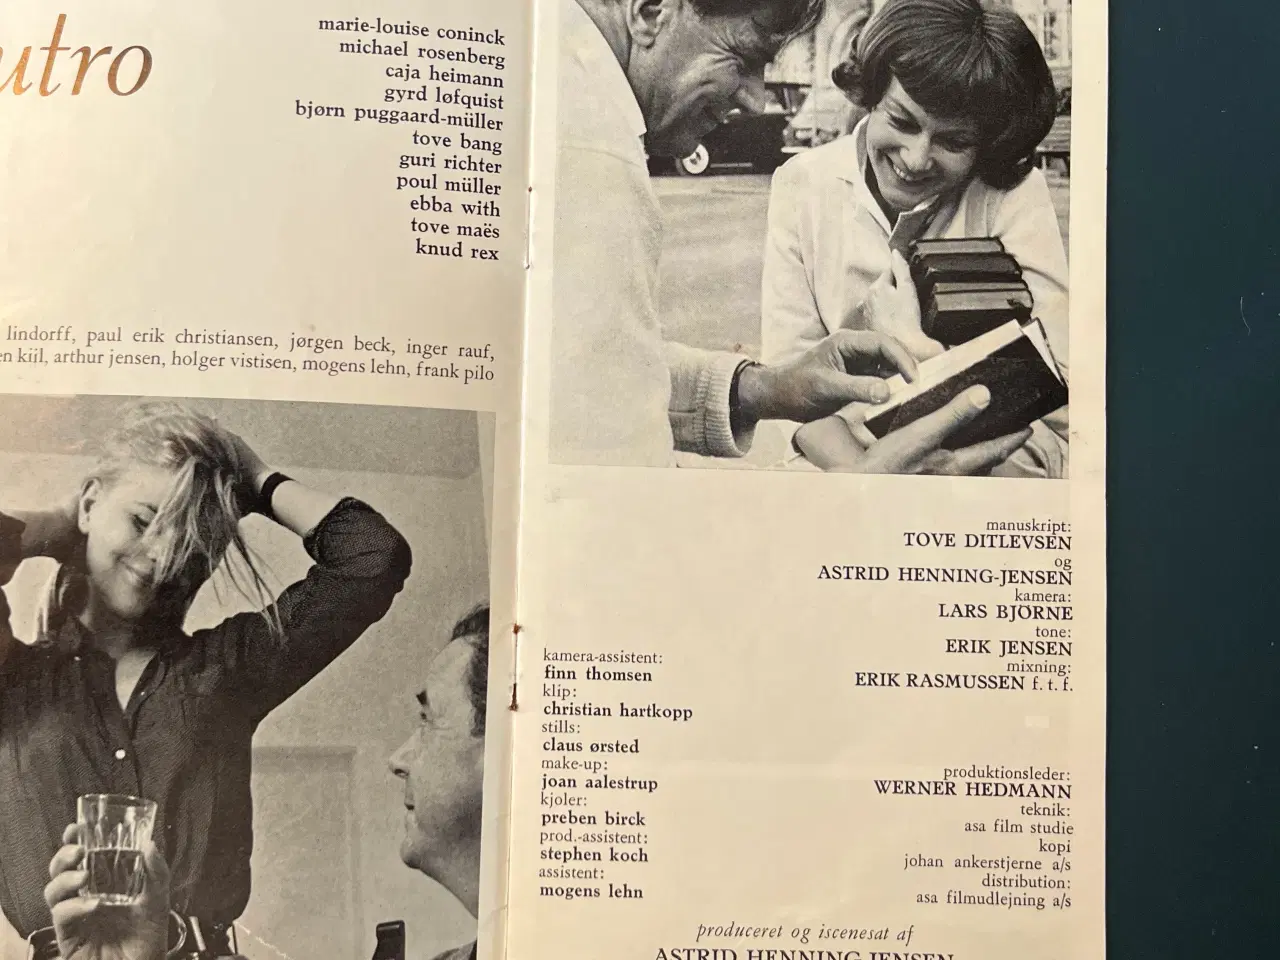 utro
marie-louise coninck
michael rosenberg
caja heimann
gyrd løfquist
bjørn puggaard-müller
tove bang
guri richter
poul müller
ebba with
tove maës
knud rex
lindorff, paul erik christiansen, jørgen beck, inger rauf,
en kiil, arthur jensen, holger vistisen, mogens lehn, frank pilo
manuskript:
TOVE DITLEVSEN
og
ASTRID HENNING-JENSEN
kamera:
LARS BJØRNE
tone:
ERIK JENSEN
mixning:
ERIK RASMUSSEN f. t. f.
kamera-assistent:
finn thomsen
klip:
christian hartkopp
stills:
claus ørsted
make-up:
joan aalestrup
kjoler:
preben birck
prod.-assistent:
stephen koch
assistent:
mogens lehn
produktionsleder:
WERNER HEDMANN
teknik:
asa film studie
kopi
johan ankerstjerne a/s
distribution:
asa filmudlejning a/s
produceret og iscenesat af
ASTRID HENNING-JENSEN